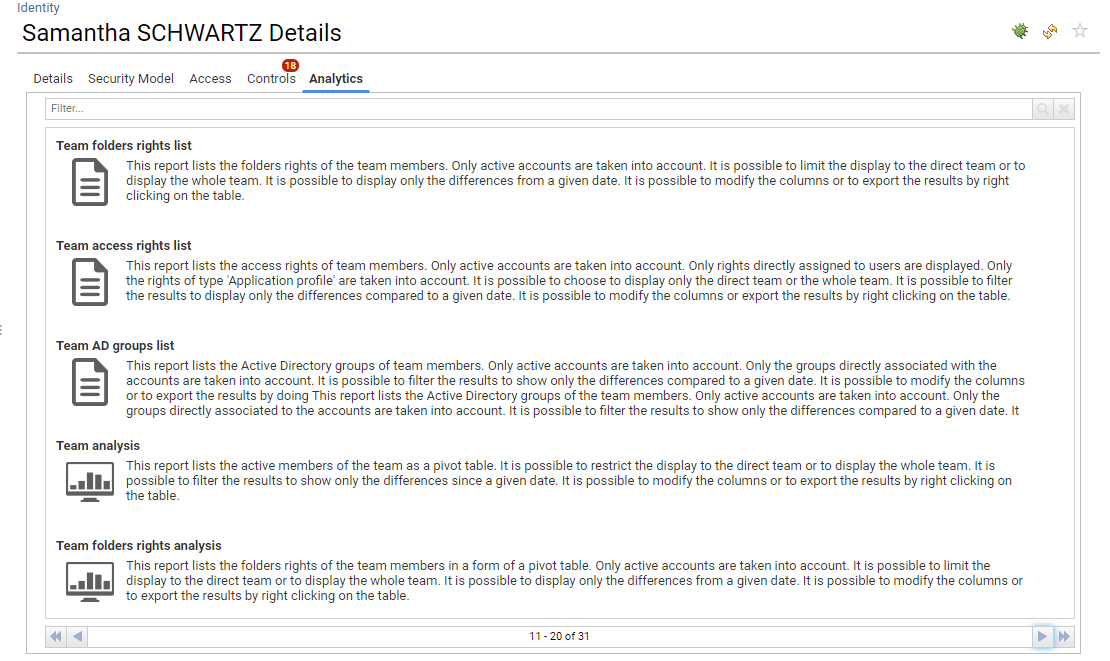 Identity
Samantha SCHWARTZ Details
18
Details Security Model Access Controls Analytics
Filter...
Team folders rights list
This report lists the folders rights of the team members. Only active accounts are taken into account. It is possible to limit the display to the direct team or to
display the whole team. It is possible to display only the differences from a given date. It is possible to modify the columns or to export the results by right
clicking on the table.
Team access rights list
This report lists the access rights of team members. Only active accounts are taken into account. Only rights directly assigned to users are displayed. Only
the rights of type 'Application profile' are taken into account. It is possible to choose to display only the direct team or the whole team. It is possible to filter
the results to display only the differences compared to a given date. It is possible to modify the columns or export the results by right clicking on the table.
Team AD groups list
This report lists the Active Directory groups of team members. Only active accounts are taken into account. Only the groups directly associated with the
accounts are taken into account. It is possible to filter the results to show only the differences compared to a given date. It is possible to modify the columns
or to export the results by doing This report lists the Active Directory groups of the team members. Only active accounts are taken into account. Only the
groups directly associated to the accounts are taken into account. It is possible to filter the results to show only the differences compared to a given date. It
Team analysis
This report lists the active members of the team as a pivot table. It is possible to restrict the display to the direct team or to display the whole team. It is
possible to filter the results to show only the differences since a given date. It is possible to modify the columns or to export the results by right clicking on
the table.
Team folders rights analysis
This report lists the folders rights of the team members in a form of a pivot table. Only active accounts are taken into account. It is possible to limit the
display to the direct team or to display the whole team. It is possible to display only the differences from a given date. It is possible to modify the columns or
to export the results by right clicking on the table.
11 - 20 of 31